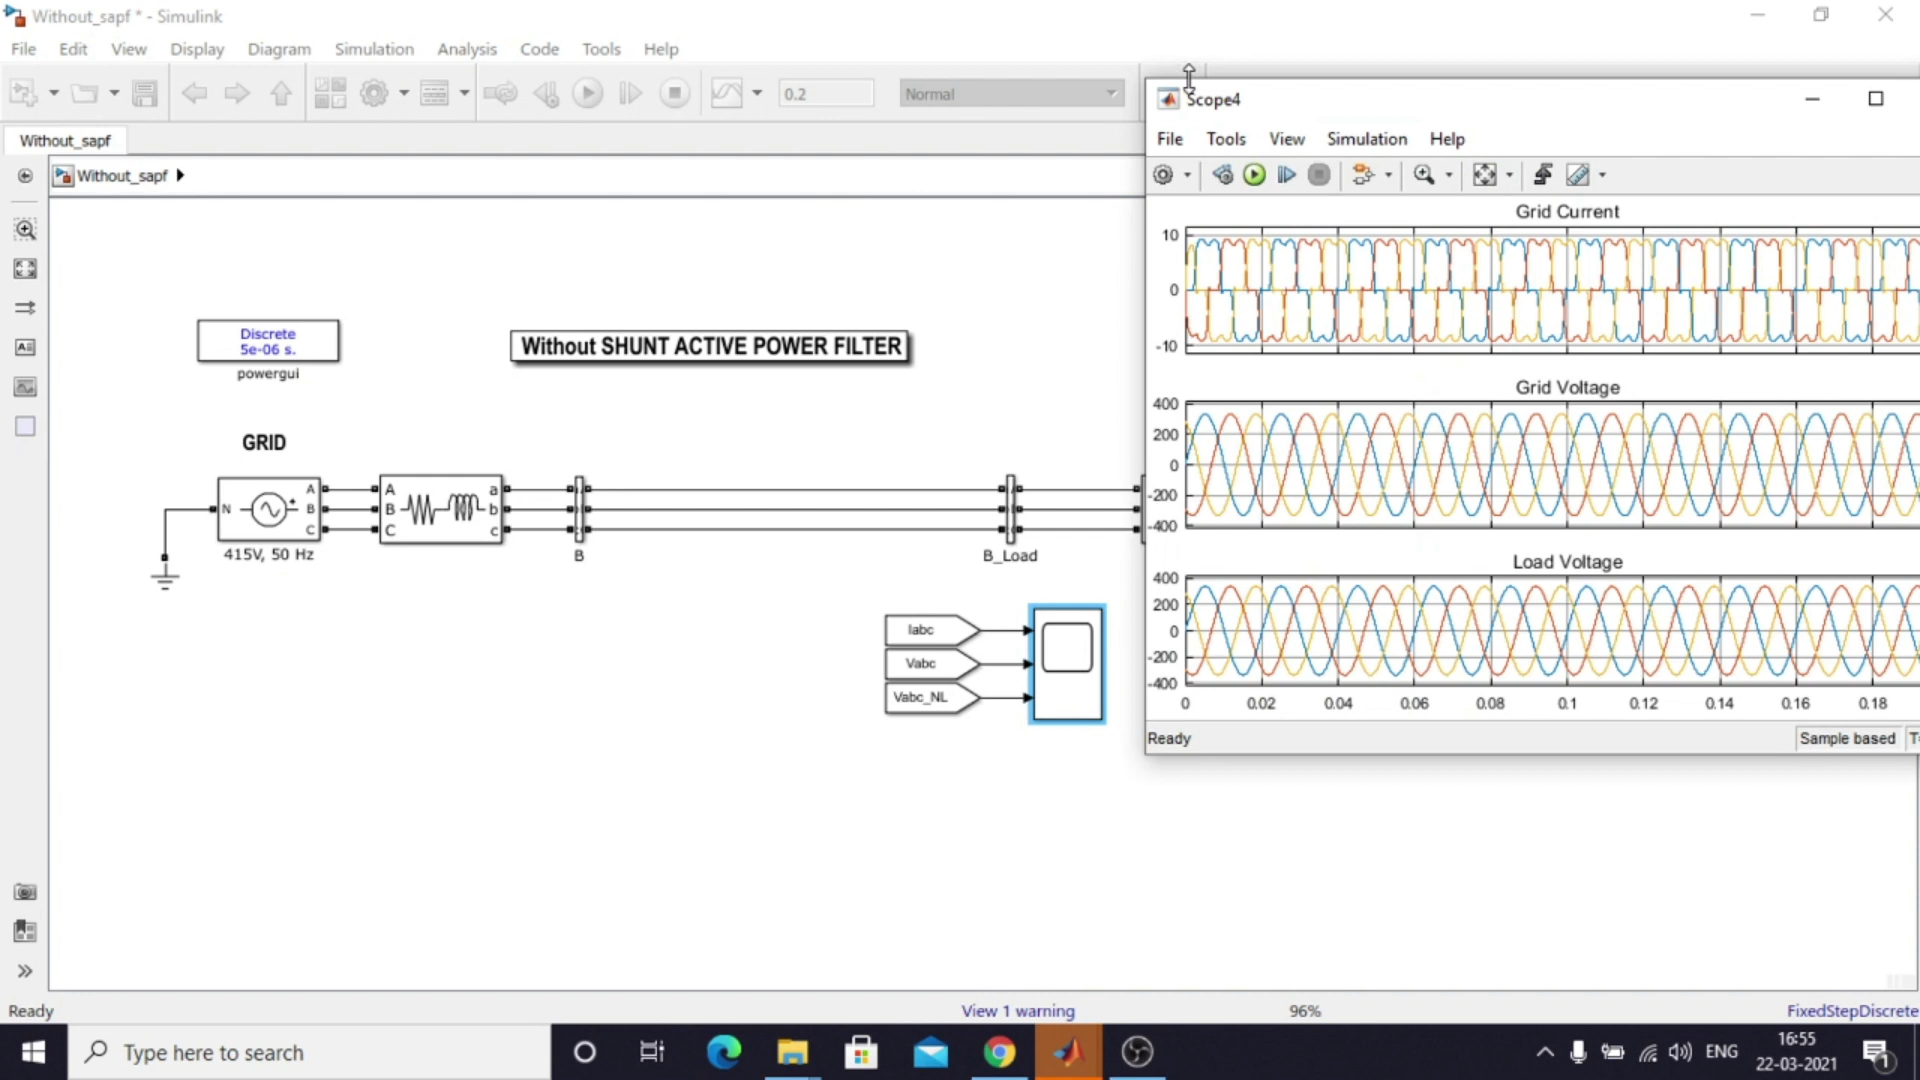 Without_sapf * - Simulink
File Edit View Display Diagram Simulation Analysis Code Tools Help
0.2
Normal
Without_sapf
Without_sapf
Discrete
5e-06 s.
powergui
Without SHUNT ACTIVE POWER FILTER
GRID
N
A
B
C
415V, 50 Hz
A
B
C
a
b
c
B
B_Load
Iabc
Vabc
Vabc_NL
Scope4
File Tools View Simulation Help
Grid Current
10
0
-10
Grid Voltage
400
200
0
-200
-400
Load Voltage
400
200
0
-200
-400
0 0.02 0.04 0.06 0.08 0.1 0.12 0.14 0.16 0.18
Ready
Sample based
Ready
View 1 warning
96%
FixedStepDiscrete
Type here to search
ENG
16:55
22-03-2021
1